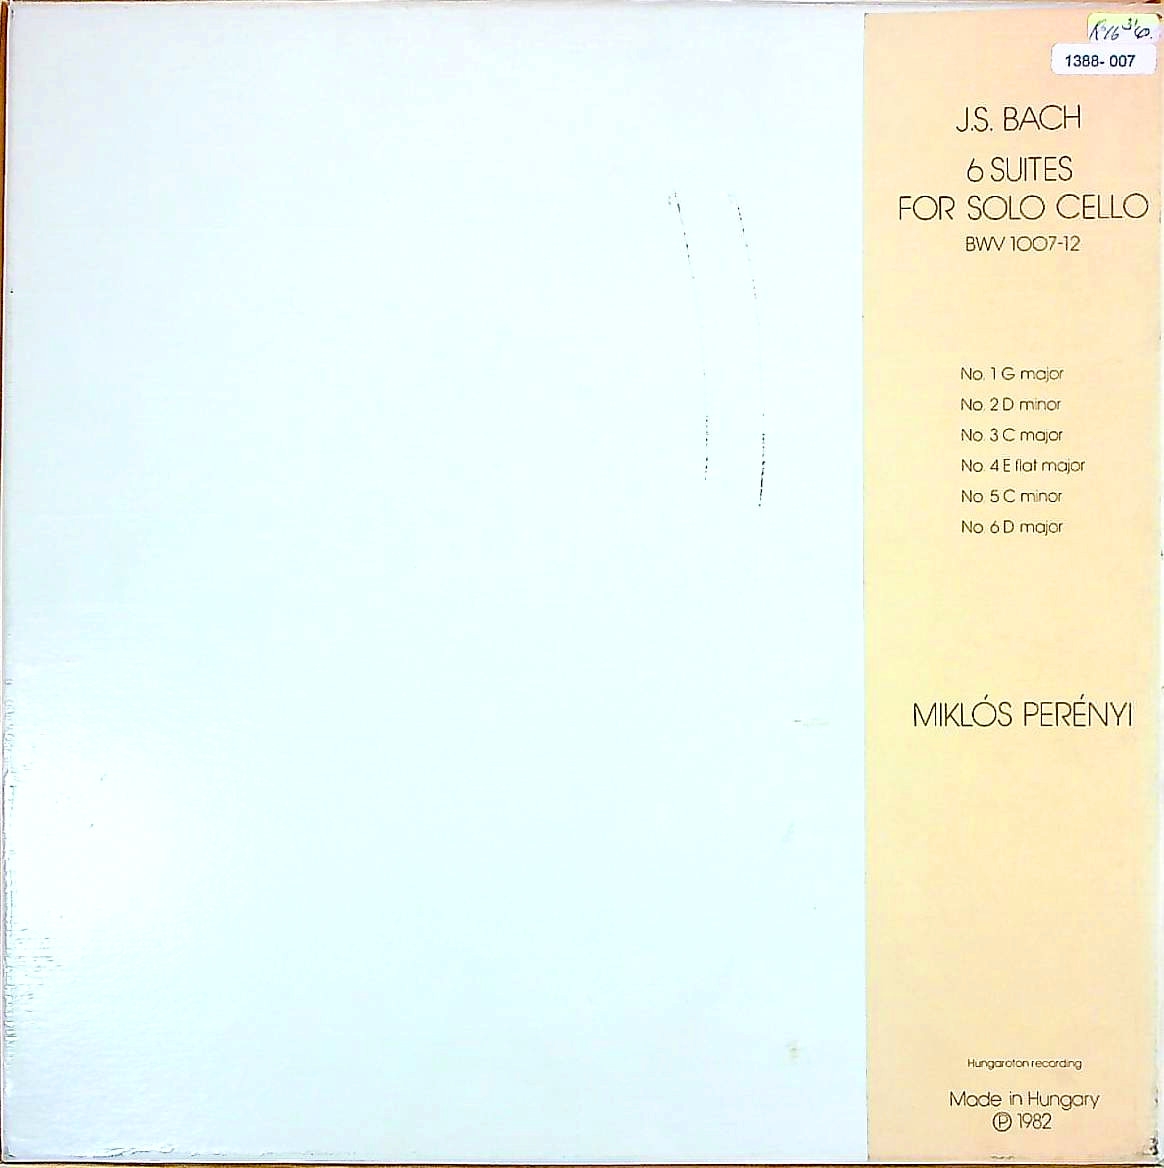 1388-007
J.S. BACH
6 SUITES
FOR SOLO CELLO
BWV 1007-12
No. 1 G major
No. 2 D minor
No. 3 C major
No. 4 E flat major
No. 5 C minor
No. 6 D major
MIKLÓS PERÉNYI
Hungaroton recording
Made in Hungary
℗ 1982